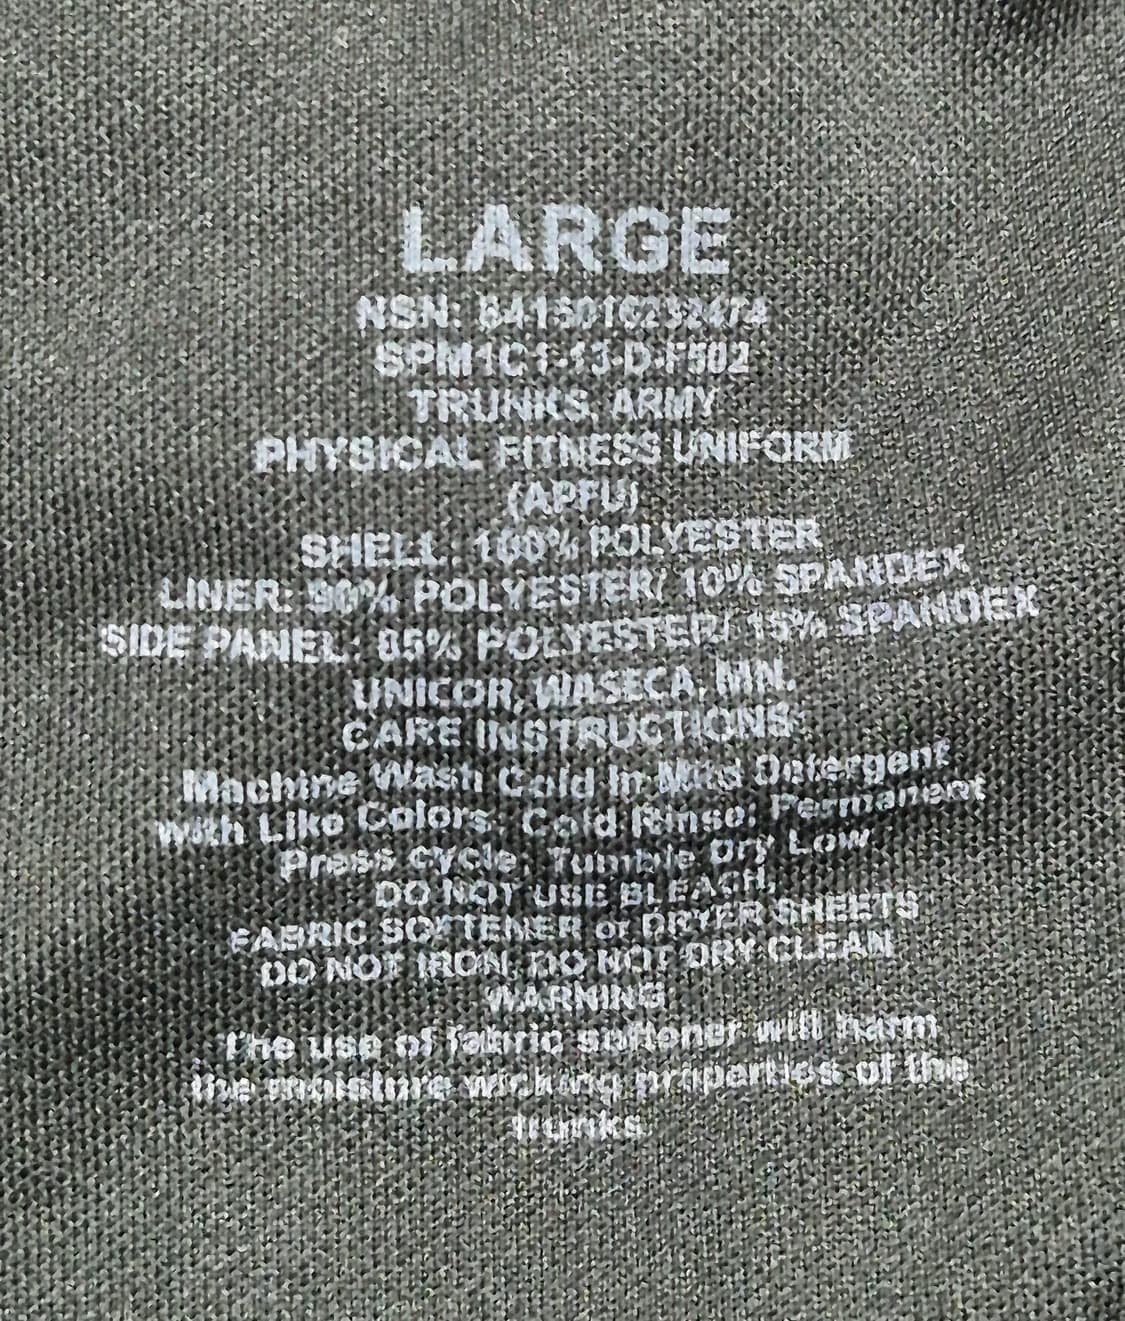 LARGE
NSN: 8415016232474
SPM1C1-13-D-F502
TRUNKS, ARMY
PHYSICAL FITNESS UNIFORM
(APFU)
SHELL: 100% POLYESTER
LINER: 90% POLYESTER/ 10% SPANDEX
SIDE PANEL: 85% POLYESTER/ 15% SPANDEX
UNICOR, WASECA, MN.
CARE INSTRUCTIONS:
Machine Wash Cold In Mild Detergent
with Like Colors, Cold Rinse; Permanent
Press cycle; Tumble Dry Low
DO NOT USE BLEACH,
FABRIC SOFTENER or DRYER SHEETS
DO NOT IRON, DO NOT DRY CLEAN
WARNING
The use of fabric softener will harm
the moisture wicking properties of the
trunks.